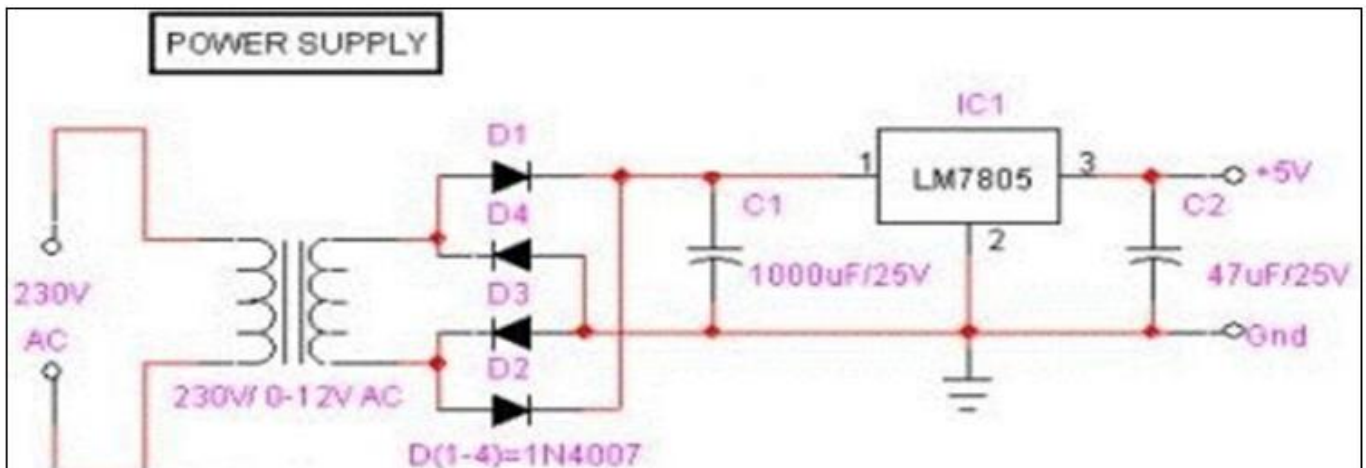 POWER SUPPLY
IC1
D1
1
LM7805
3
+5V
D4
C1
C2
2
230V
D3
1000uF/25V
47uF/25V
AC
Gnd
D2
230V/ 0-12V AC
D(1-4)=1N4007